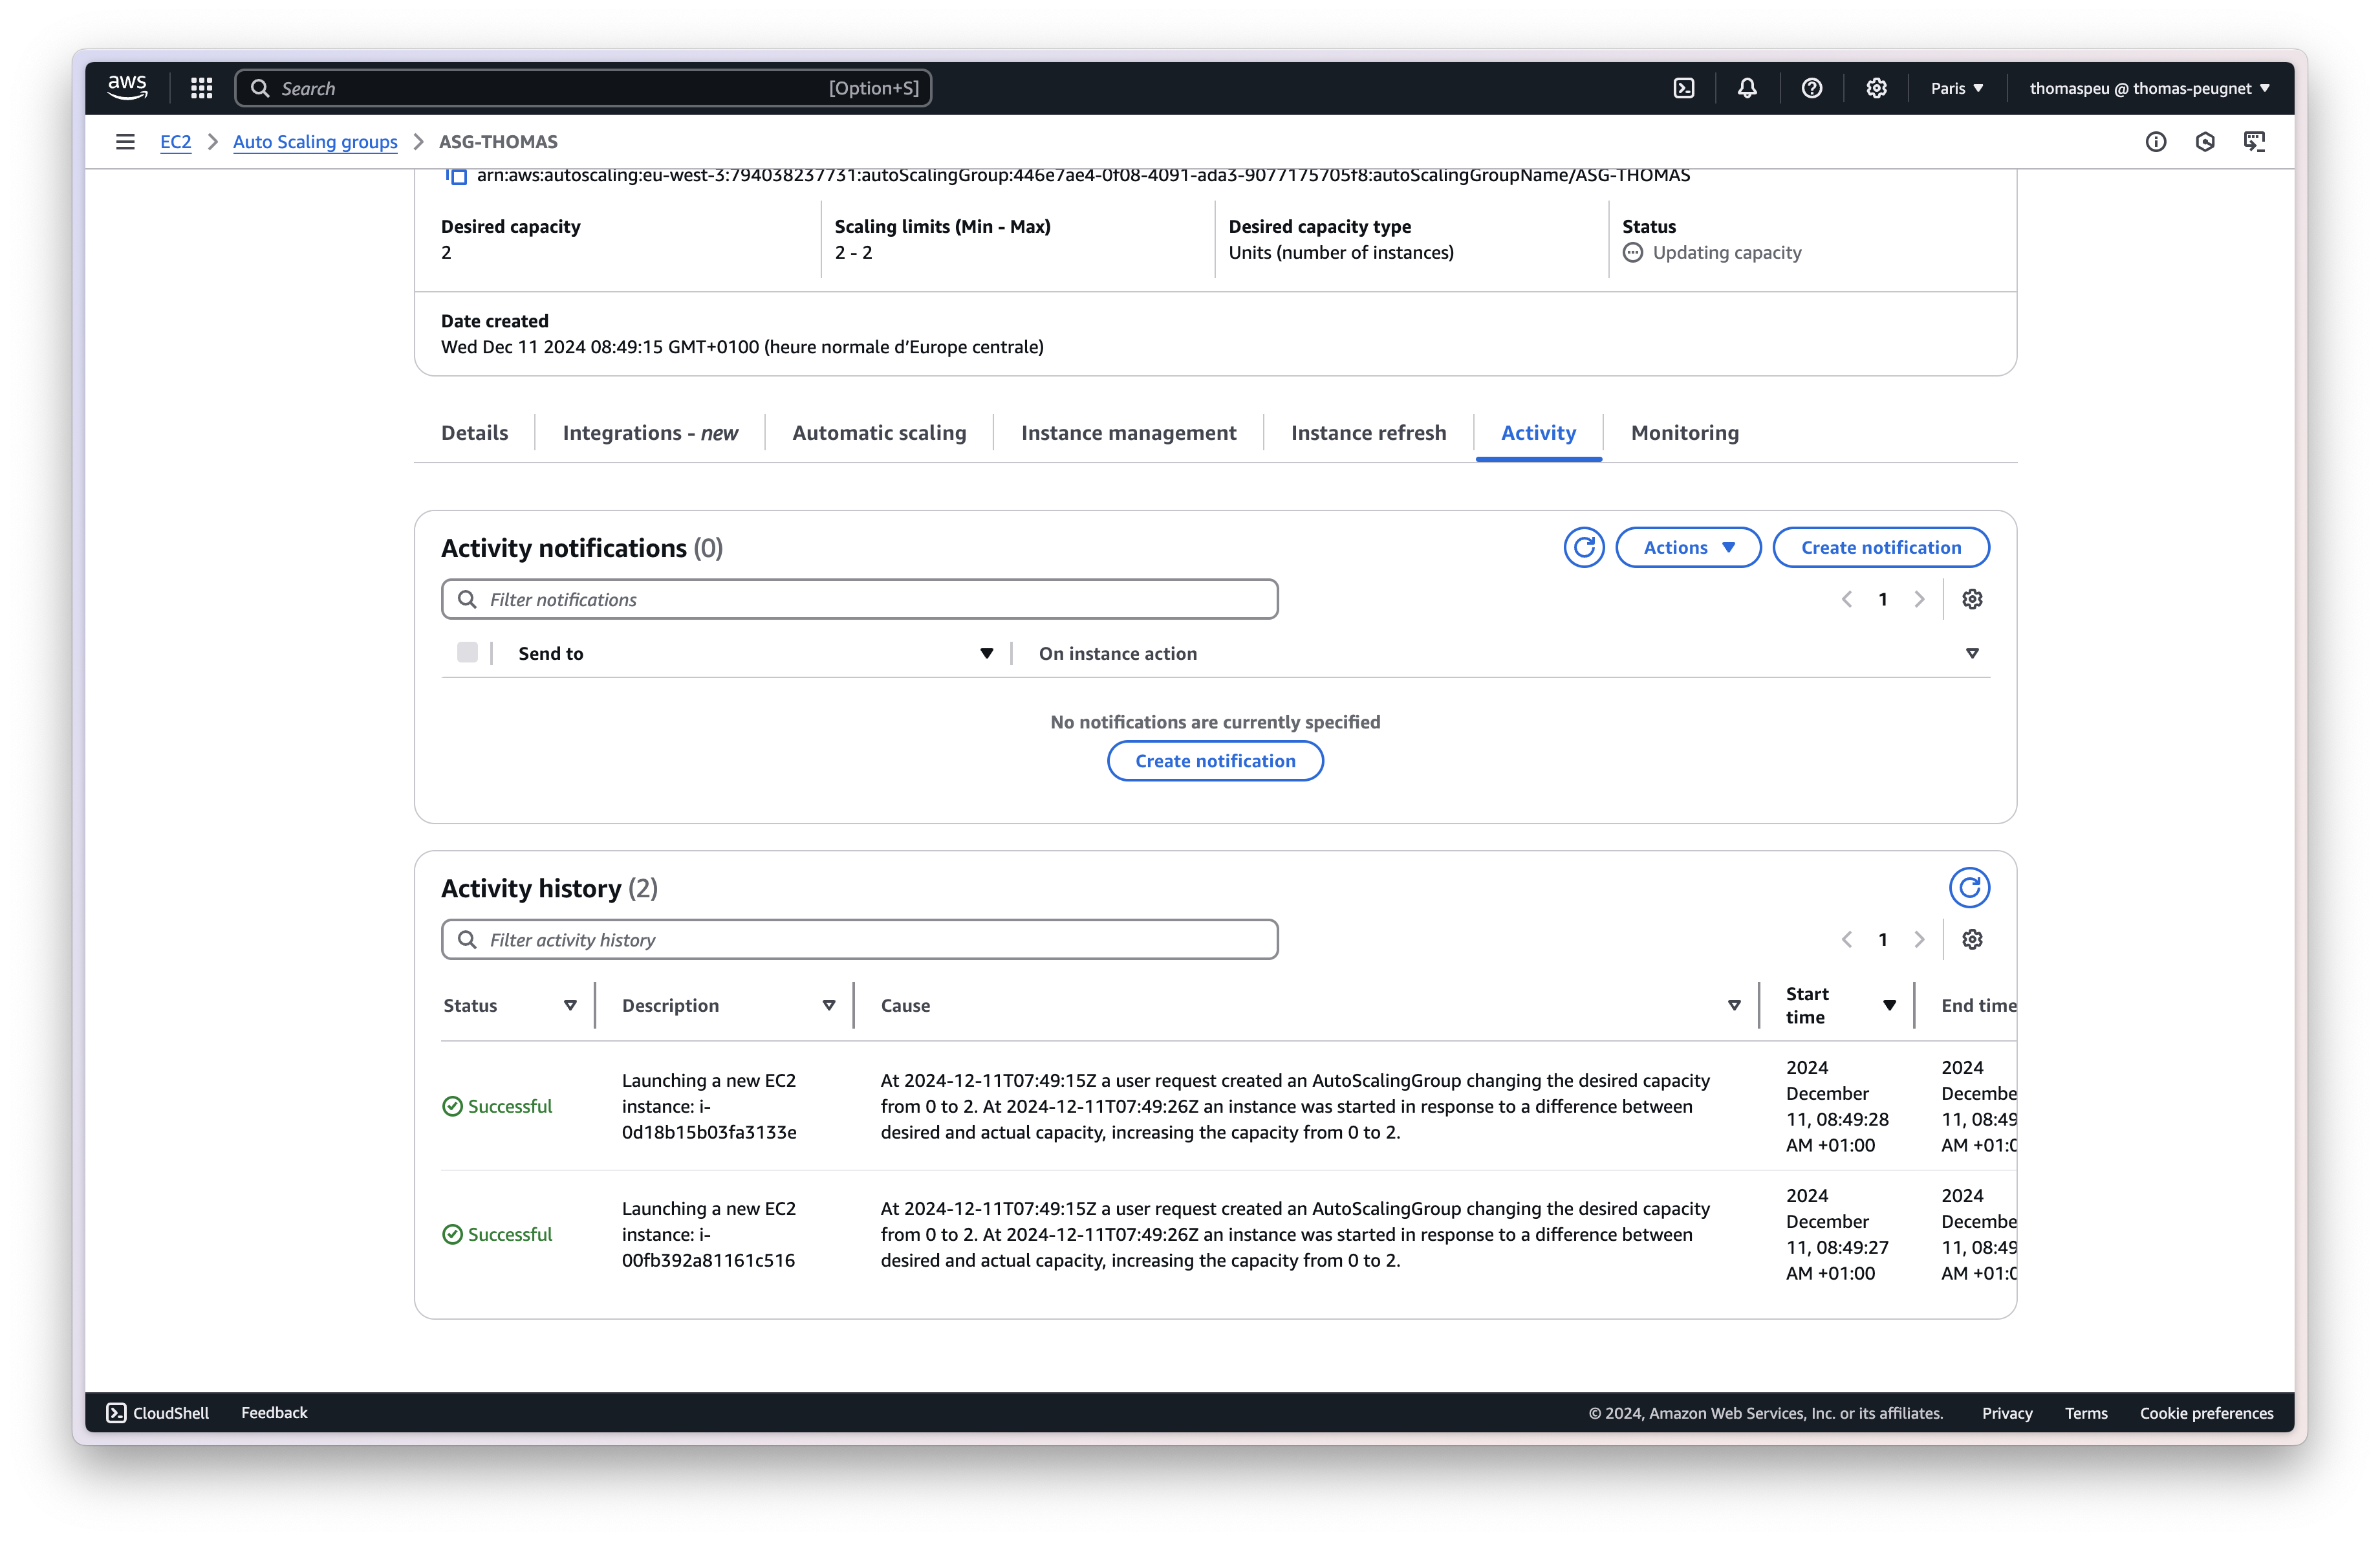 aws
Search [Option+S]
Paris
thomaspeu @ thomas-peugnet
EC2 > Auto Scaling groups > ASG-THOMAS
arn:aws:autoscaling:eu-west-3:794038237731:autoScalingGroup:446e7ae4-0f08-4091-ada3-9077175705f8:autoScalingGroupName/ASG-THOMAS
Desired capacity
2
Scaling limits (Min - Max)
2 - 2
Desired capacity type
Units (number of instances)
Status
Updating capacity
Date created
Wed Dec 11 2024 08:49:15 GMT+0100 (heure normale d’Europe centrale)
Details
Integrations - new
Automatic scaling
Instance management
Instance refresh
Activity
Monitoring
Activity notifications (0)
Actions
Create notification
Filter notifications
1
Send to
On instance action
No notifications are currently specified
Create notification
Activity history (2)
Filter activity history
1
Status
Description
Cause
Start
time
End time
Successful
Launching a new EC2
instance: i-
0d18b15b03fa3133e
At 2024-12-11T07:49:15Z a user request created an AutoScalingGroup changing the desired capacity
from 0 to 2. At 2024-12-11T07:49:26Z an instance was started in response to a difference between
desired and actual capacity, increasing the capacity from 0 to 2.
2024
December
11, 08:49:28
AM +01:00
2024
Decembe
11, 08:49
AM +01:0
Successful
Launching a new EC2
instance: i-
00fb392a81161c516
At 2024-12-11T07:49:15Z a user request created an AutoScalingGroup changing the desired capacity
from 0 to 2. At 2024-12-11T07:49:26Z an instance was started in response to a difference between
desired and actual capacity, increasing the capacity from 0 to 2.
2024
December
11, 08:49:27
AM +01:00
2024
Decembe
11, 08:49
AM +01:0
CloudShell
Feedback
© 2024, Amazon Web Services, Inc. or its affiliates.
Privacy
Terms
Cookie preferences